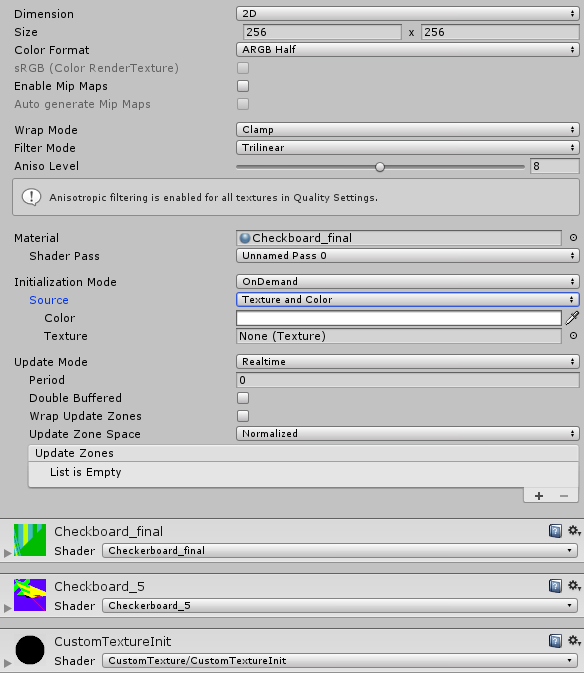 Dimension 2D
Size 256 x 256
Color Format ARGB Half
sRGB (Color RenderTexture)
Enable Mip Maps
Auto generate Mip Maps
Wrap Mode Clamp
Filter Mode Trilinear
Aniso Level 8
Anisotropic filtering is enabled for all textures in Quality Settings.
Material Checkboard_final
Shader Pass Unnamed Pass 0
Initialization Mode OnDemand
Source Texture and Color
Color
Texture None (Texture)
Update Mode Realtime
Period 0
Double Buffered
Wrap Update Zones
Update Zone Space Normalized
Update Zones
List is Empty
Checkboard_final
Shader Checkerboard_final
Checkboard_5
Shader Checkerboard_5
CustomTextureInit
Shader CustomTexture/CustomTextureInit